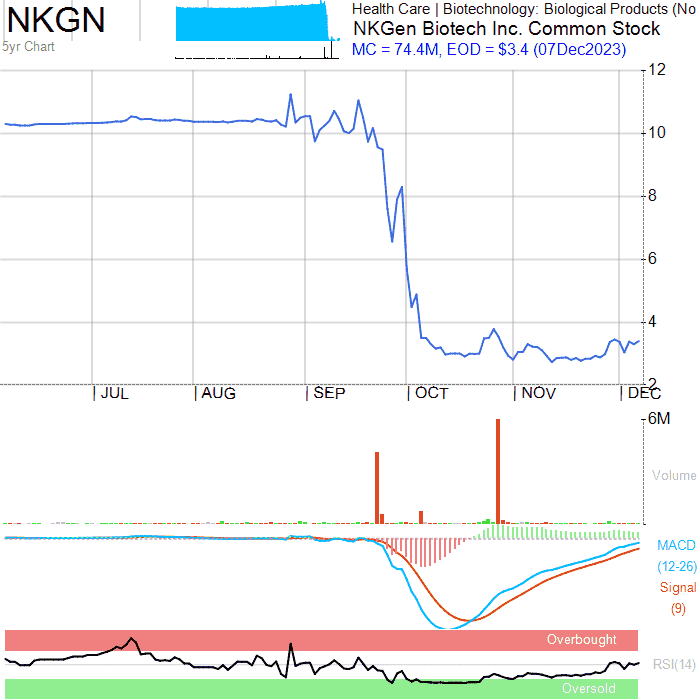 NKGN
5yr Chart
Health Care | Biotechnology: Biological Products (No
NKGen Biotech Inc. Common Stock
MC = 74.4M, EOD = $3.4 (07Dec2023)
12
10
8
6
4
2
JUL AUG SEP OCT NOV DEC
6M
Volume
MACD
(12-26)
Signal
(9)
Overbought
RSI(14)
Oversold